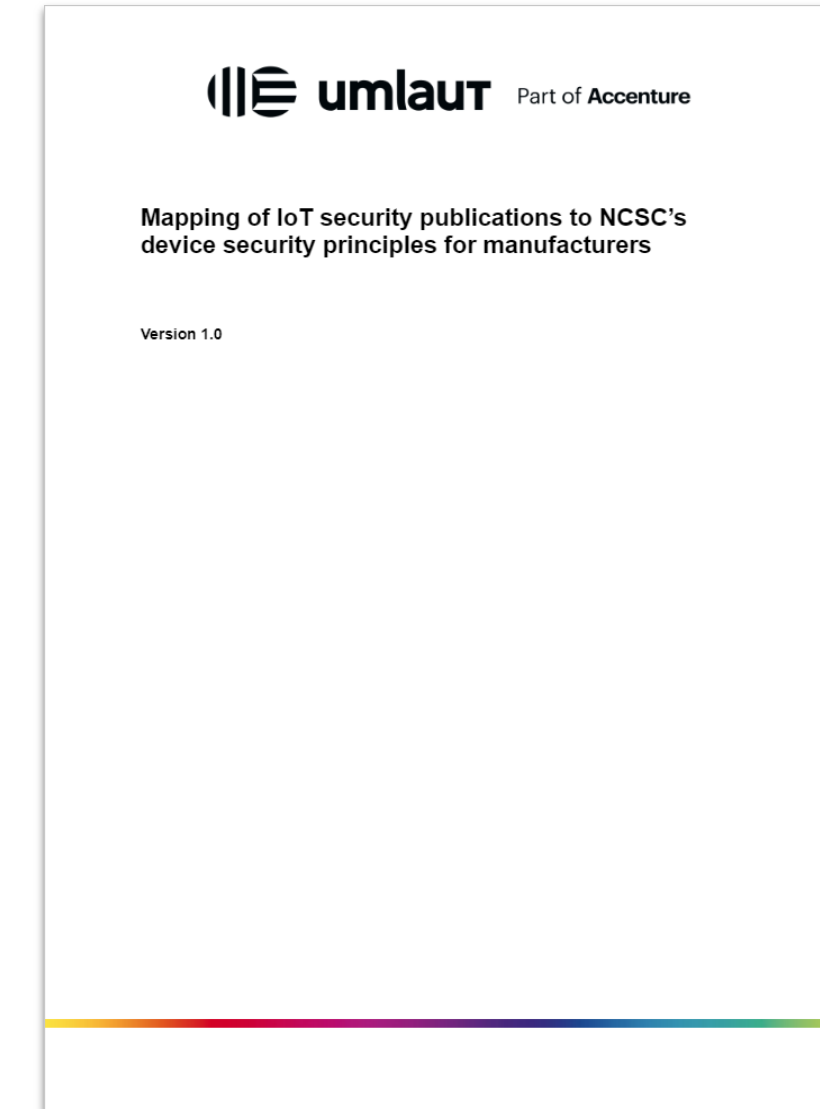 umlaut Part of Accenture
Mapping of IoT security publications to NCSC’s
device security principles for manufacturers
Version 1.0